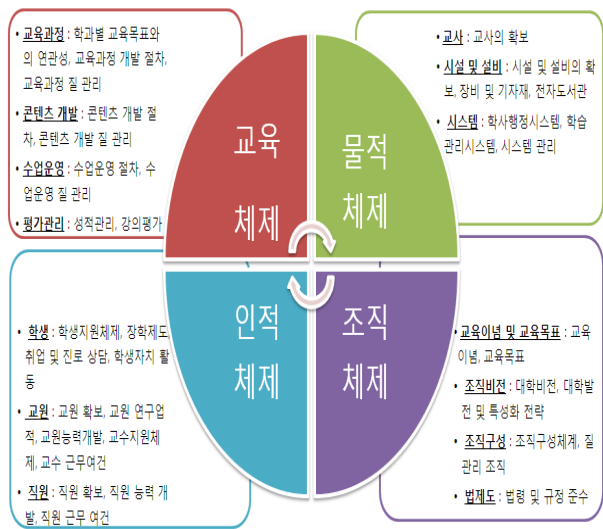 • 교육과정 : 학과별 교육목표와
의 연관성, 교육과정 개발 절차,
교육과정 질 관리
• 콘텐츠 개발 : 콘텐츠 개발 절
차, 콘텐츠 개발 질 관리
• 수업운영 : 수업운영 절차, 수
업운영 질 관리
• 평가관리 : 성적관리, 강의평가
교육
체제
물적
체제
• 교사 : 교사의 확보
• 시설 및 설비 : 시설 및 설비의 확
보, 장비 및 기자재, 전자도서관
• 시스템 : 학사행정시스템, 학습
관리시스템, 시스템 관리
• 학생 : 학생지원체제, 장학제도,
취업 및 진로 상담, 학생자치 활
동
• 교원 : 교원 확보, 교원 연구업
적, 교원능력개발, 교수지원체
제, 교수 근무여건
• 직원 : 직원 확보, 직원 능력 개
발, 직원 근무 여건
인적
체제
조직
체제
• 교육이념 및 교육목표 : 교육
이념, 교육목표
• 조직비전 : 대학비전, 대학발
전 및 특성화 전략
• 조직구성 : 조직구성체계, 질
관리 조직
• 법제도 : 법령 및 규정 준수